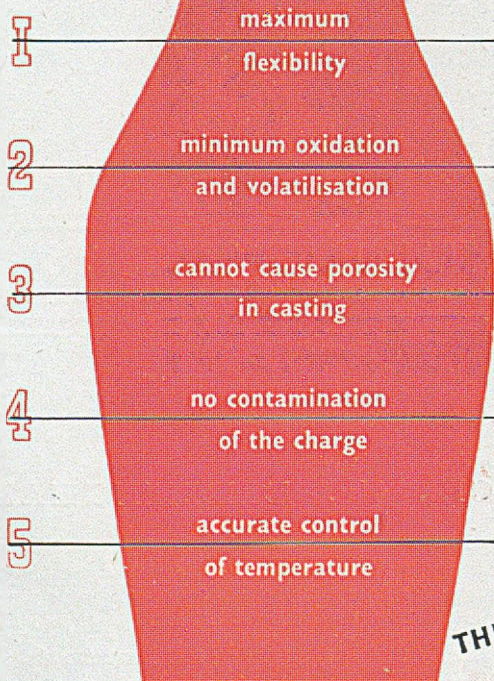 1
maximum
flexibility
2
minimum oxidation
and volatilisation
3
cannot cause porosity
in casting
4
no contamination
of the charge
5
accurate control
of temperature